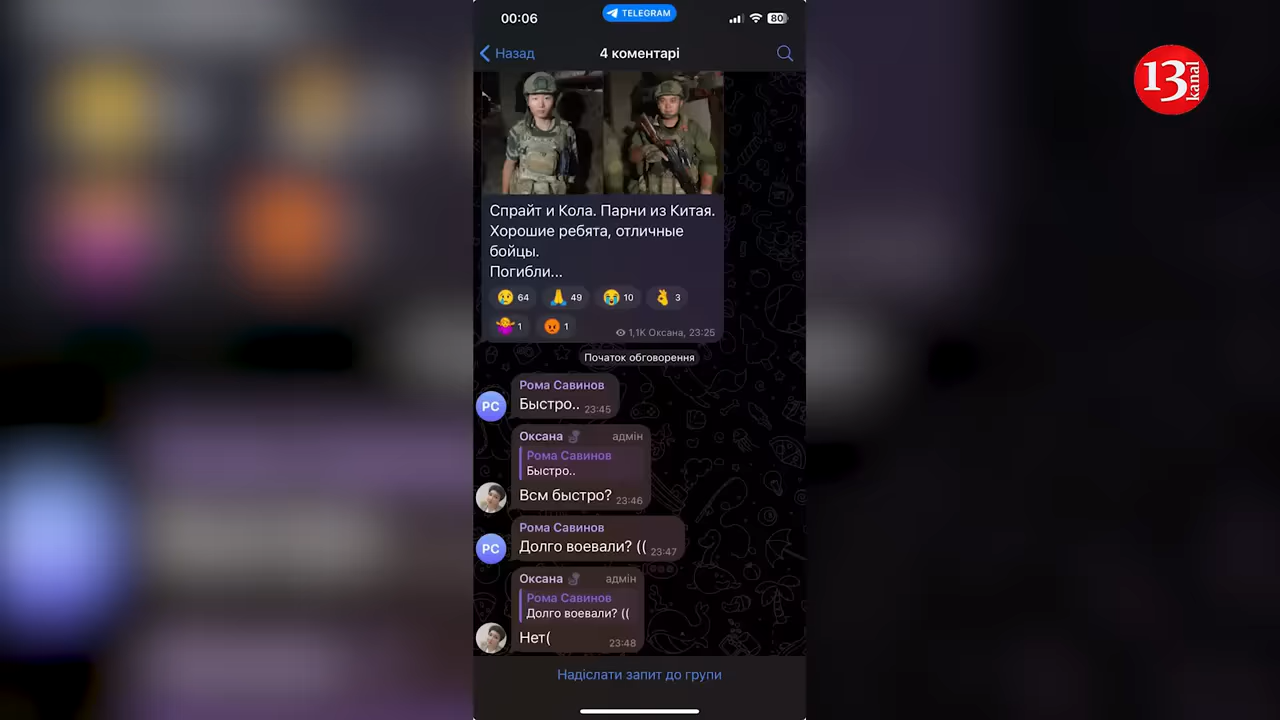 00:06
TELEGRAM
80
Назад
4 коментарі
13 kanal
Спрайт и Кола. Парни из Китая.
Хорошие ребята, отличные
бойцы.
Погибли...
64 49 10 3
1 1
1,1K Оксана, 23:25
Початок обговорення
Рома Савинов
РС
Быстро.. 23:45
Оксана адмін
Рома Савинов
Быстро..
Всм быстро? 23:46
Рома Савинов
РС
Долго воевали? (( 23:47
Оксана адмін
Рома Савинов
Долго воевали? ((
Нет( 23:48
Надіслати запит до групи